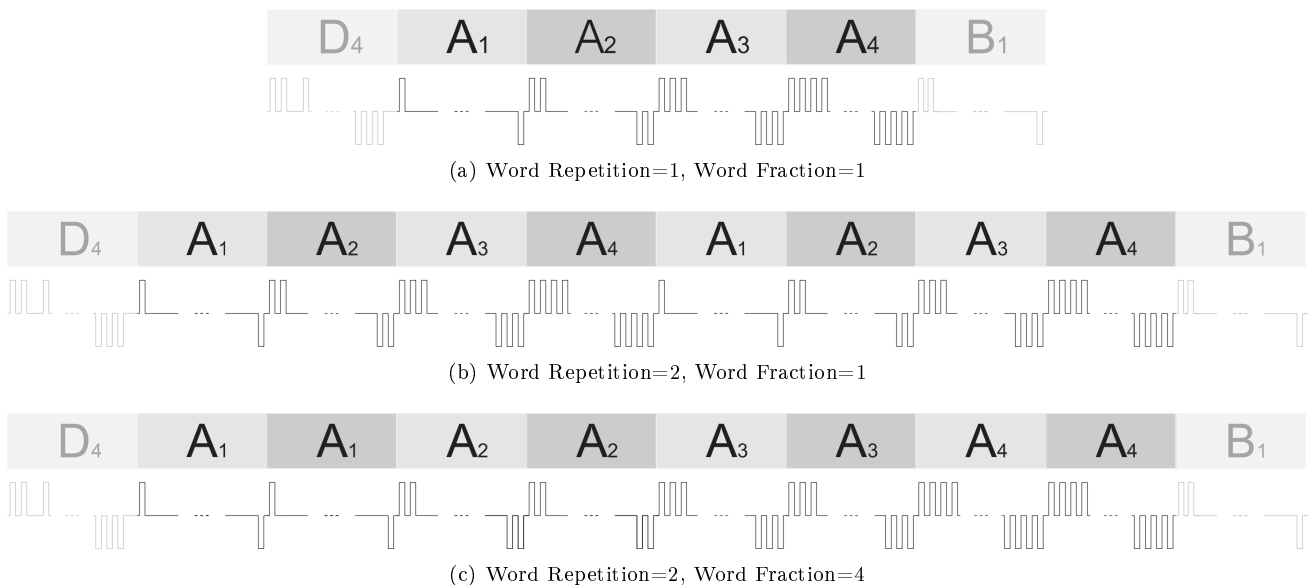 D4 A1 A2 A3 A4 B1
(a) Word Repetition=1, Word Fraction=1
D4 A1 A2 A3 A4 A1 A2 A3 A4 B1
(b) Word Repetition=2, Word Fraction=1
D4 A1 A1 A2 A2 A3 A3 A4 A4 B1
(c) Word Repetition=2, Word Fraction=4